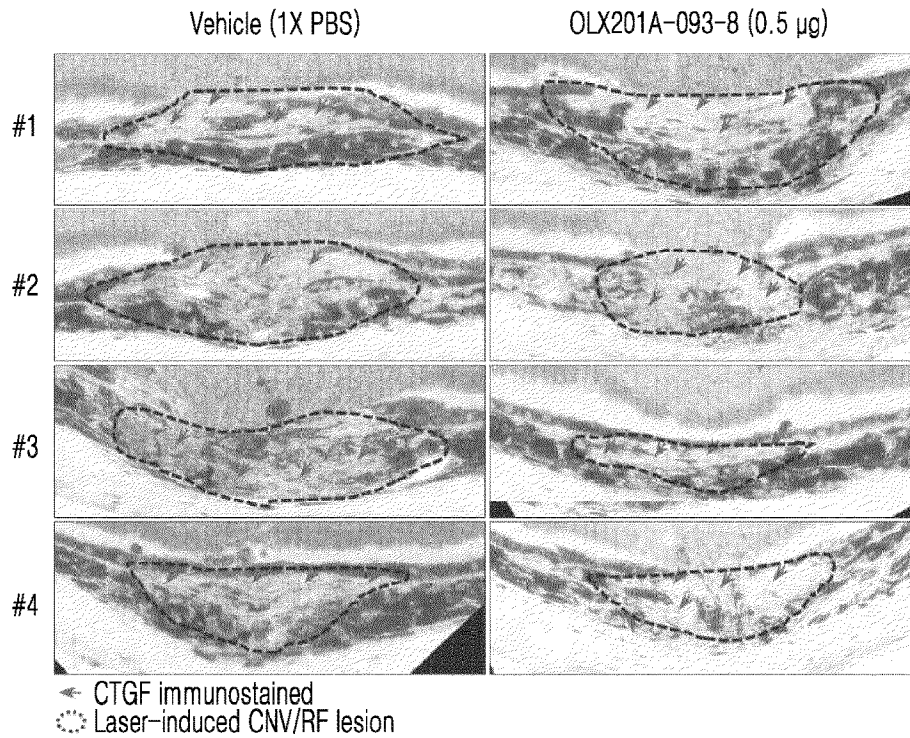 Vehicle (1X PBS) OLX201A-093-8 (0.5 µg)
#1
#2
#3
#4
CTGF immunostained
Laser-induced CNV/RF lesion